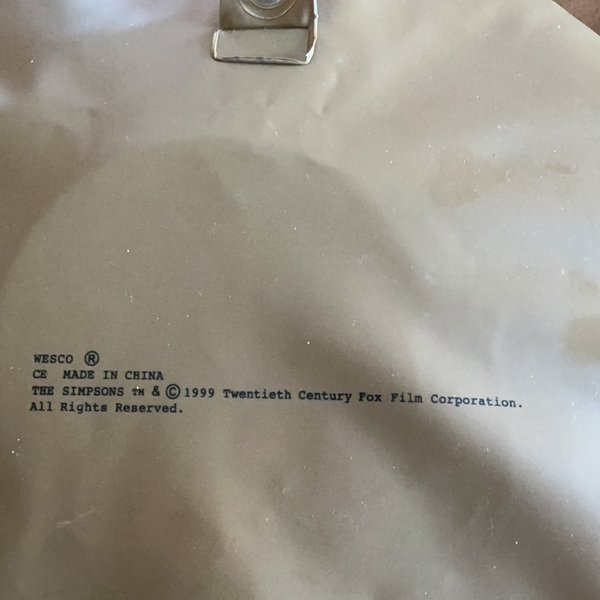 WESCO ®
CE MADE IN CHINA
THE SIMPSONS ™ & © 1999 Twentieth Century Fox Film Corporation.
All Rights Reserved.